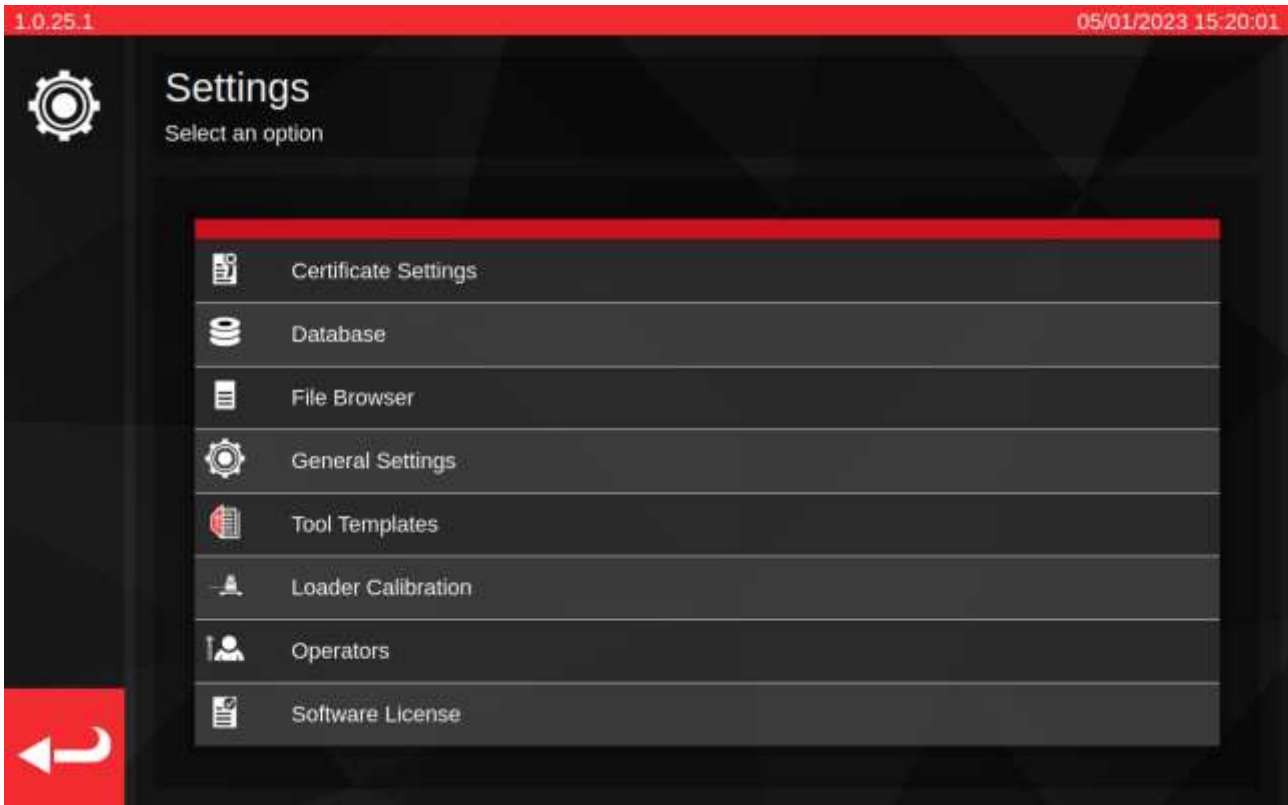 1.0.25.1
05/01/2023 15:20:01
Settings
Select an option
Certificate Settings
Database
File Browser
General Settings
Tool Templates
Loader Calibration
Operators
Software License